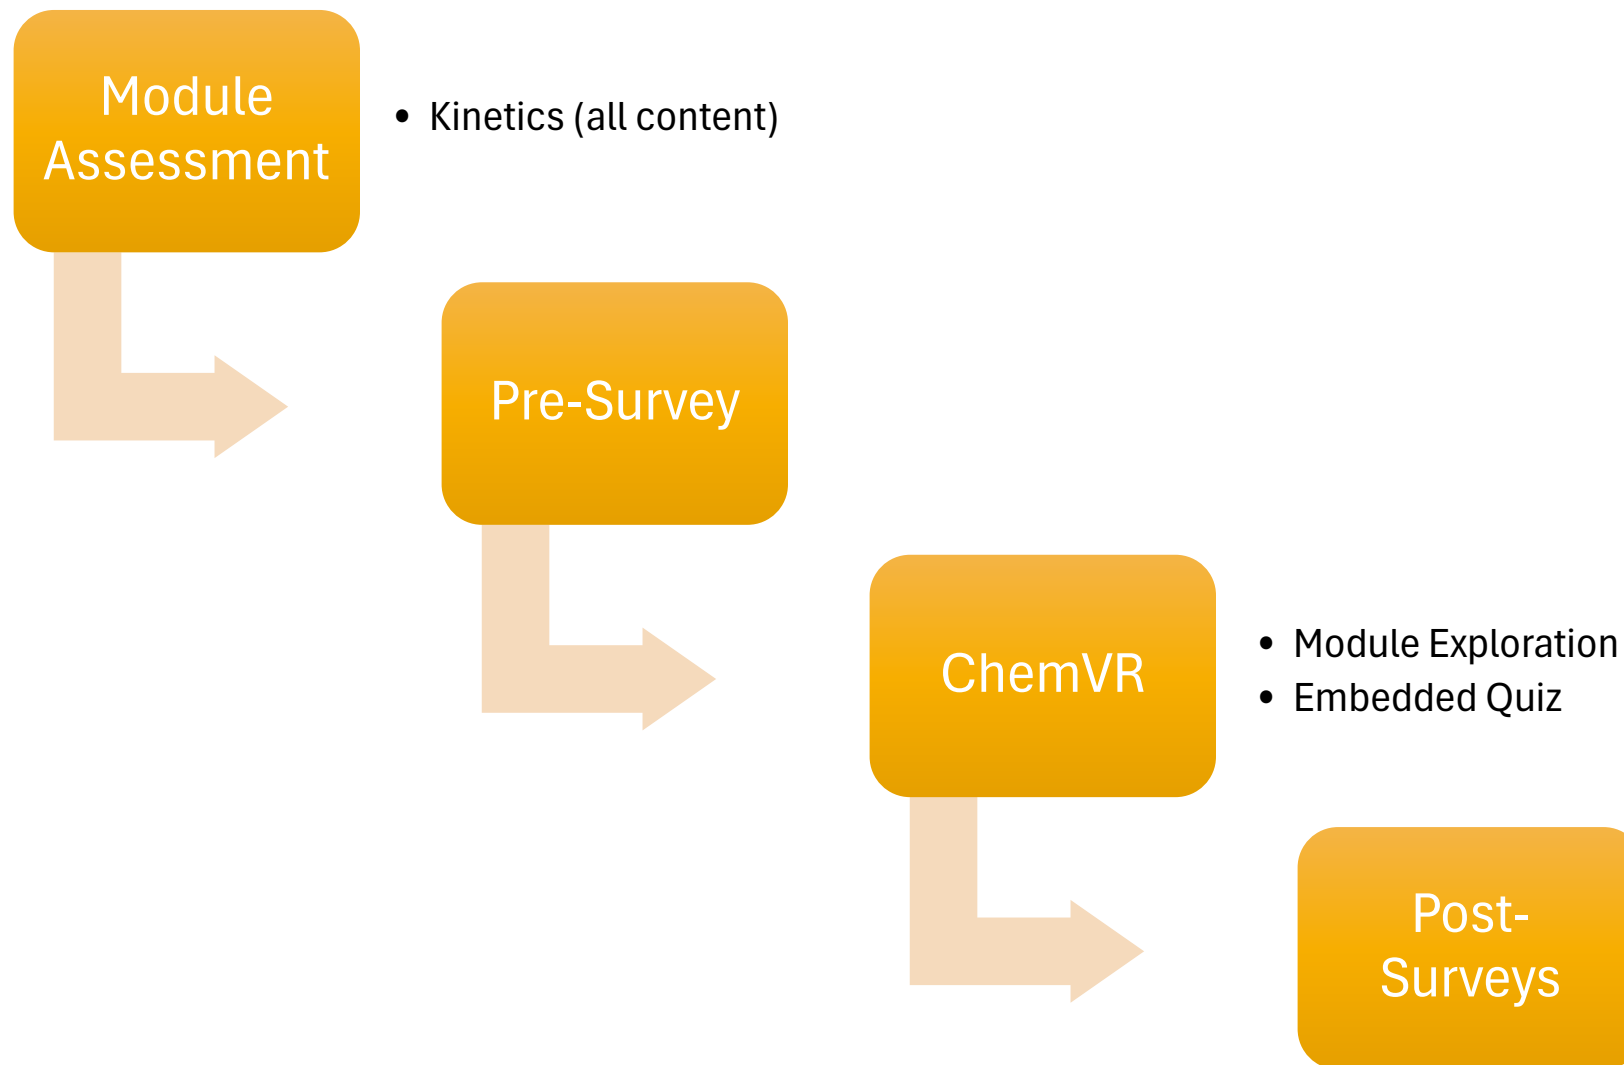 Module
Assessment
• Kinetics (all content)
Pre-Survey
ChemVR
• Module Exploration
• Embedded Quiz
Post-
Surveys